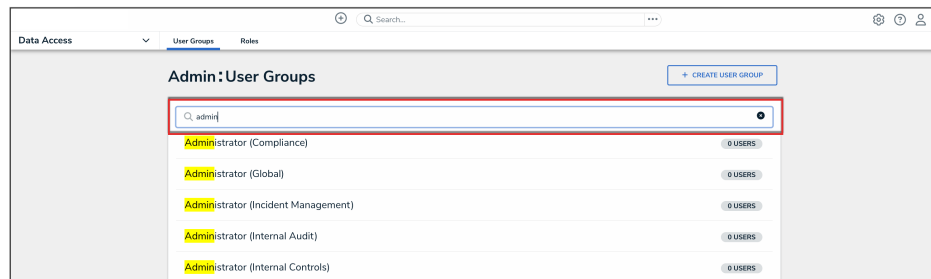 Search...
Data Access User Groups Roles
Admin: User Groups + CREATE USER GROUP
admin
Administrator (Compliance) 0 USERS
Administrator (Global) 0 USERS
Administrator (Incident Management) 0 USERS
Administrator (Internal Audit) 0 USERS
Administrator (Internal Controls) 0 USERS